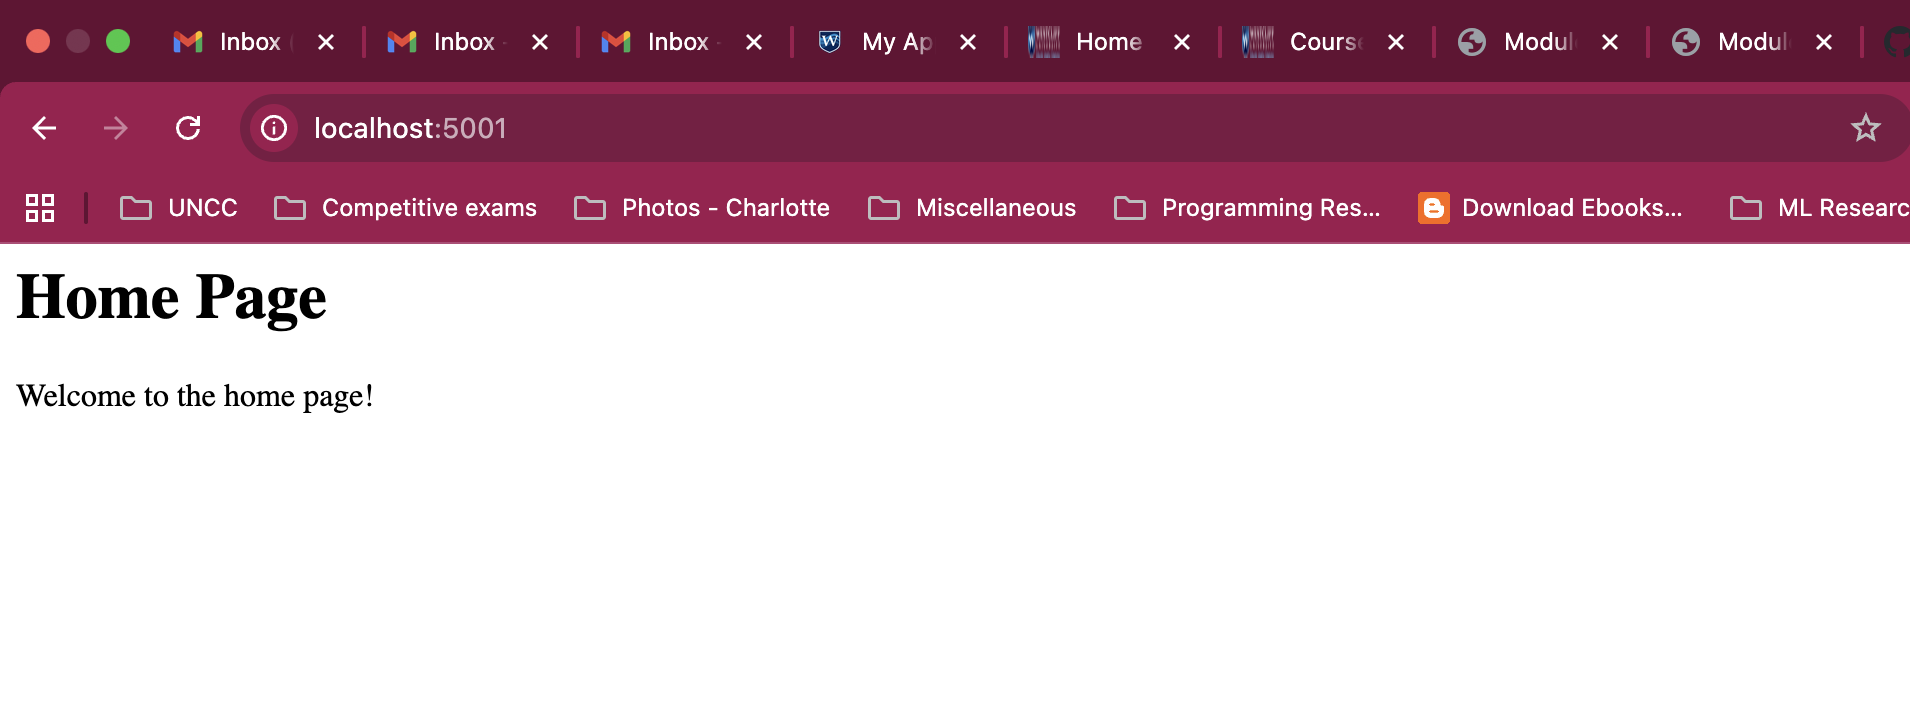 Inbox Inbox Inbox My Ap Home Course Modul Modul
localhost:5001
UNCC Competitive exams Photos - Charlotte Miscellaneous Programming Res... Download Ebooks... ML Researc
Home Page
Welcome to the home page!